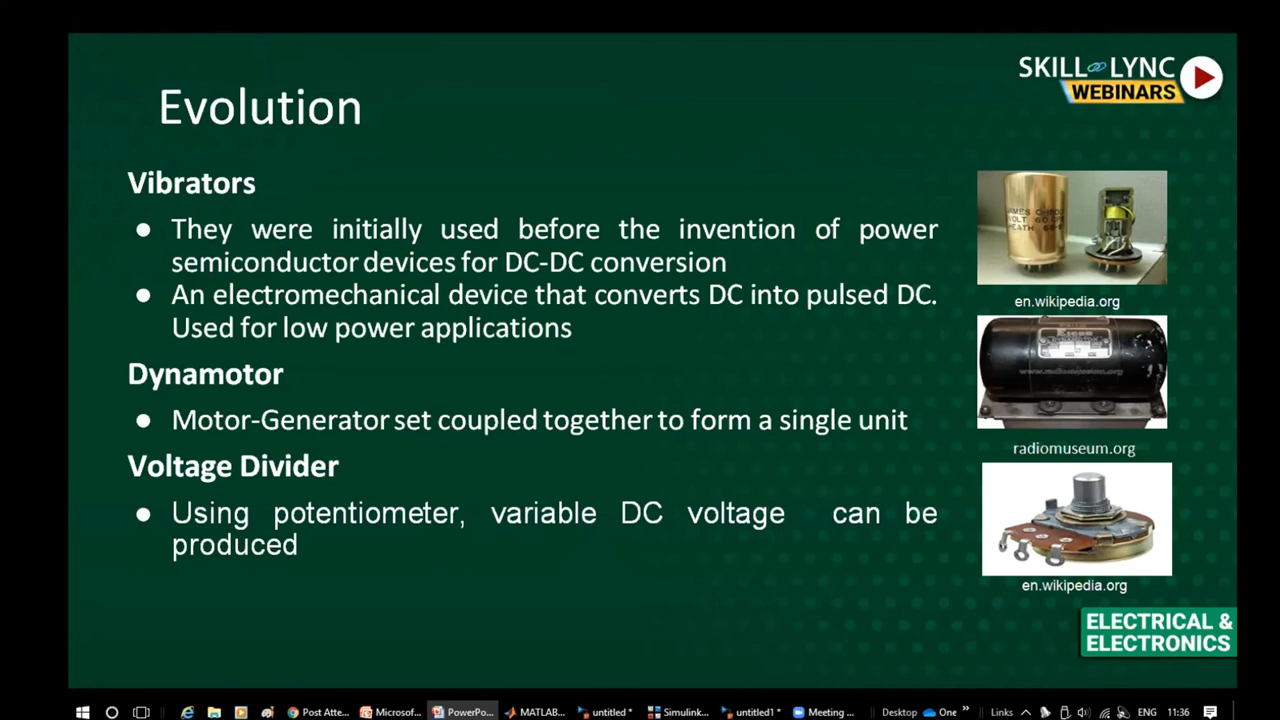 SKILL LYNC
WEBINARS
Evolution
Vibrators
● They were initially used before the invention of power
semiconductor devices for DC-DC conversion
● An electromechanical device that converts DC into pulsed DC.
Used for low power applications
en.wikipedia.org
Dynamotor
● Motor-Generator set coupled together to form a single unit
www.radiomuseum.org
radiomuseum.org
Voltage Divider
● Using potentiometer, variable DC voltage can be
produced
en.wikipedia.org
ELECTRICAL &
ELECTRONICS
Post Atte... Microsof... PowerPo... MATLAB... untitled * Simulink... untitled1 * Meeting ... Desktop One » Links ENG 11:36